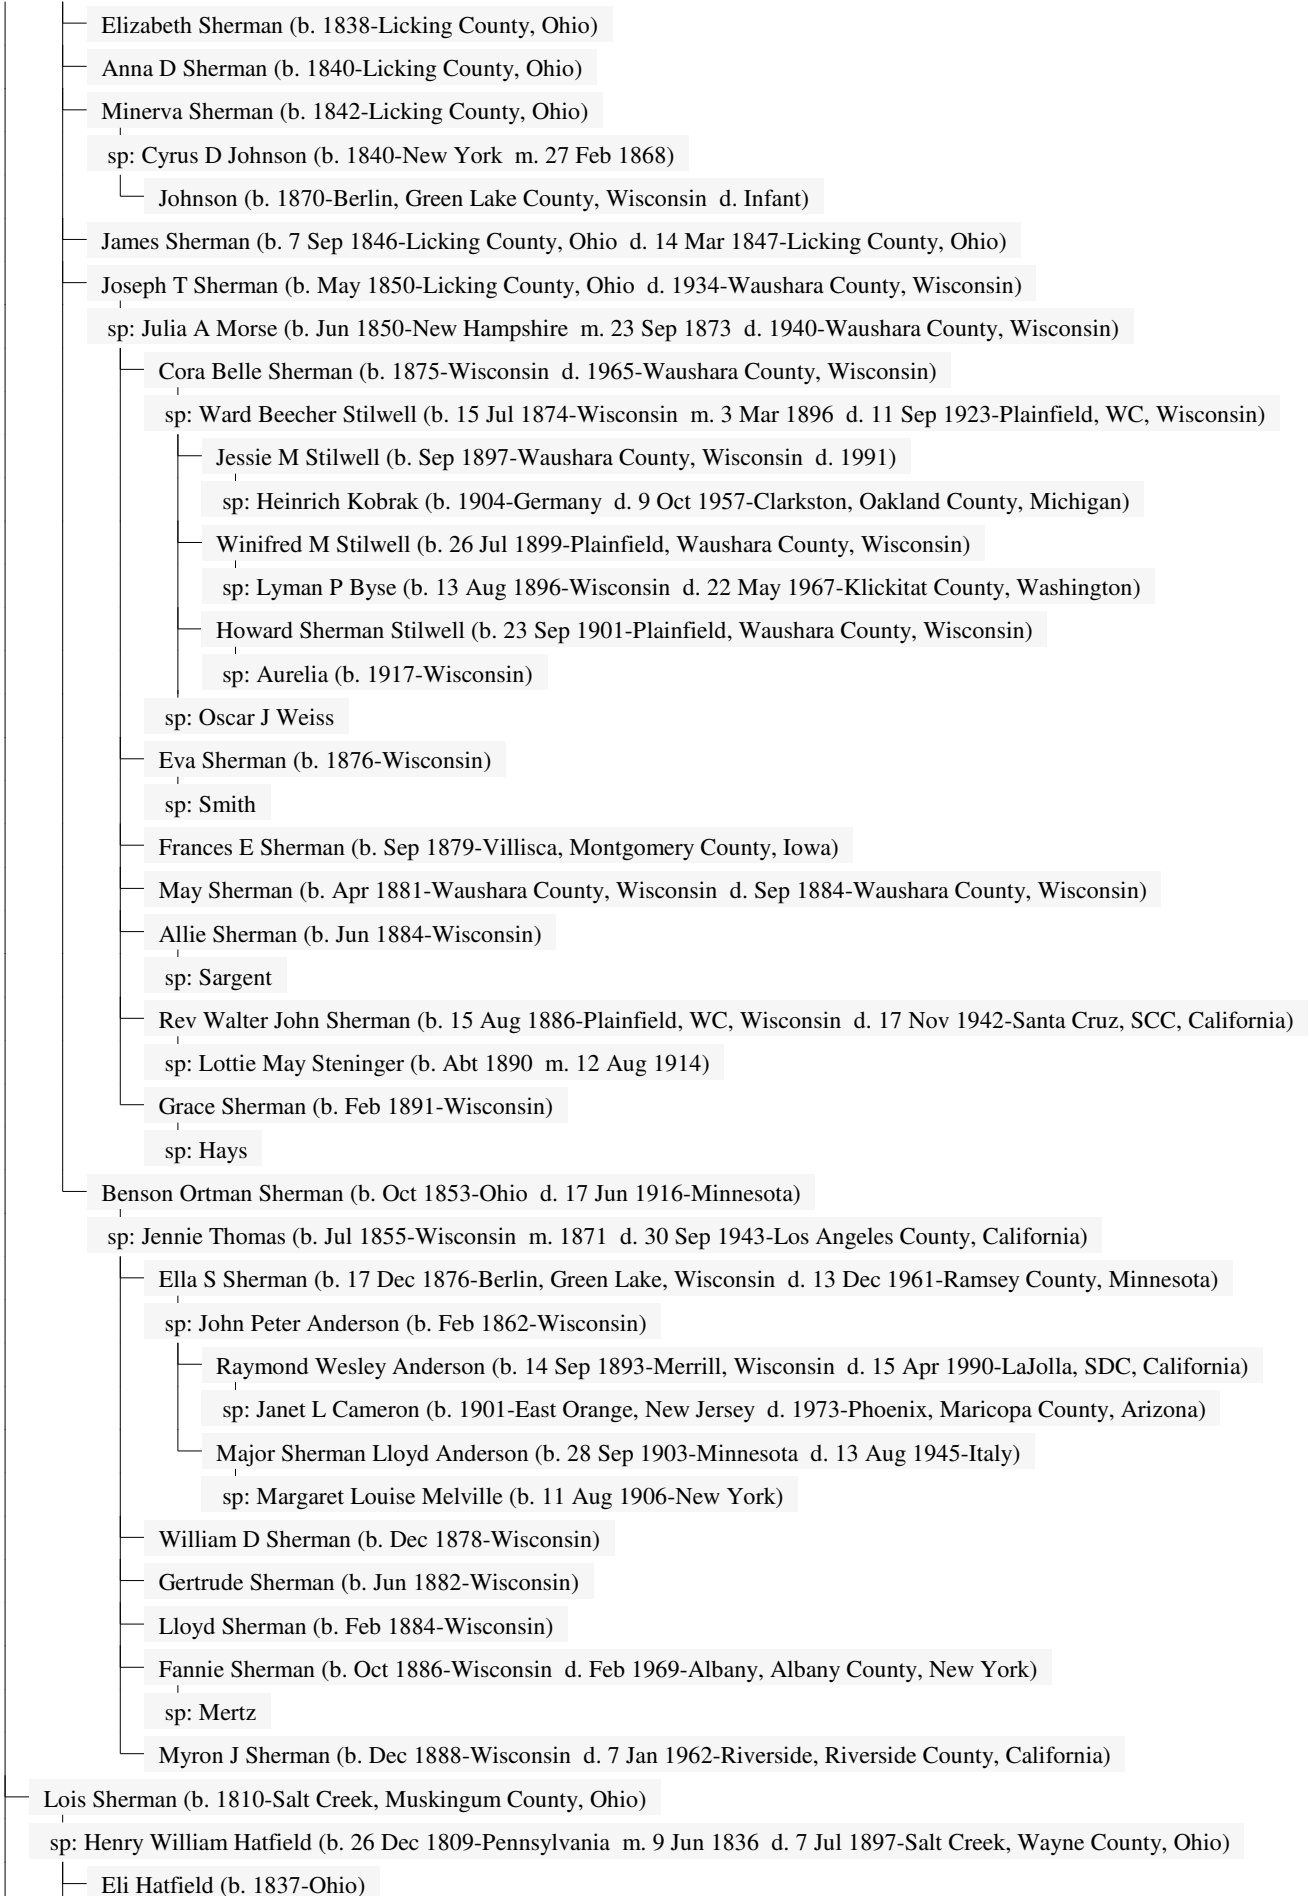 Elizabeth Sherman (b. 1838-Licking County, Ohio)
Anna D Sherman (b. 1840-Licking County, Ohio)
Minerva Sherman (b. 1842-Licking County, Ohio)
sp: Cyrus D Johnson (b. 1840-New York  m. 27 Feb 1868)
Johnson (b. 1870-Berlin, Green Lake County, Wisconsin  d. Infant)
James Sherman (b. 7 Sep 1846-Licking County, Ohio  d. 14 Mar 1847-Licking County, Ohio)
Joseph T Sherman (b. May 1850-Licking County, Ohio  d. 1934-Waushara County, Wisconsin)
sp: Julia A Morse (b. Jun 1850-New Hampshire  m. 23 Sep 1873  d. 1940-Waushara County, Wisconsin)
Cora Belle Sherman (b. 1875-Wisconsin  d. 1965-Waushara County, Wisconsin)
sp: Ward Beecher Stilwell (b. 15 Jul 1874-Wisconsin  m. 3 Mar 1896  d. 11 Sep 1923-Plainfield, WC, Wisconsin)
Jessie M Stilwell (b. Sep 1897-Waushara County, Wisconsin  d. 1991)
sp: Heinrich Kobrak (b. 1904-Germany  d. 9 Oct 1957-Clarkston, Oakland County, Michigan)
Winifred M Stilwell (b. 26 Jul 1899-Plainfield, Waushara County, Wisconsin)
sp: Lyman P Byse (b. 13 Aug 1896-Wisconsin  d. 22 May 1967-Klickitat County, Washington)
Howard Sherman Stilwell (b. 23 Sep 1901-Plainfield, Waushara County, Wisconsin)
sp: Aurelia (b. 1917-Wisconsin)
sp: Oscar J Weiss
Eva Sherman (b. 1876-Wisconsin)
sp: Smith
Frances E Sherman (b. Sep 1879-Villisca, Montgomery County, Iowa)
May Sherman (b. Apr 1881-Waushara County, Wisconsin  d. Sep 1884-Waushara County, Wisconsin)
Allie Sherman (b. Jun 1884-Wisconsin)
sp: Sargent
Rev Walter John Sherman (b. 15 Aug 1886-Plainfield, WC, Wisconsin  d. 17 Nov 1942-Santa Cruz, SCC, California)
sp: Lottie May Steninger (b. Abt 1890  m. 12 Aug 1914)
Grace Sherman (b. Feb 1891-Wisconsin)
sp: Hays
Benson Ortman Sherman (b. Oct 1853-Ohio  d. 17 Jun 1916-Minnesota)
sp: Jennie Thomas (b. Jul 1855-Wisconsin  m. 1871  d. 30 Sep 1943-Los Angeles County, California)
Ella S Sherman (b. 17 Dec 1876-Berlin, Green Lake, Wisconsin  d. 13 Dec 1961-Ramsey County, Minnesota)
sp: John Peter Anderson (b. Feb 1862-Wisconsin)
Raymond Wesley Anderson (b. 14 Sep 1893-Merrill, Wisconsin  d. 15 Apr 1990-LaJolla, SDC, California)
sp: Janet L Cameron (b. 1901-East Orange, New Jersey  d. 1973-Phoenix, Maricopa County, Arizona)
Major Sherman Lloyd Anderson (b. 28 Sep 1903-Minnesota  d. 13 Aug 1945-Italy)
sp: Margaret Louise Melville (b. 11 Aug 1906-New York)
William D Sherman (b. Dec 1878-Wisconsin)
Gertrude Sherman (b. Jun 1882-Wisconsin)
Lloyd Sherman (b. Feb 1884-Wisconsin)
Fannie Sherman (b. Oct 1886-Wisconsin  d. Feb 1969-Albany, Albany County, New York)
sp: Mertz
Myron J Sherman (b. Dec 1888-Wisconsin  d. 7 Jan 1962-Riverside, Riverside County, California)
Lois Sherman (b. 1810-Salt Creek, Muskingum County, Ohio)
sp: Henry William Hatfield (b. 26 Dec 1809-Pennsylvania  m. 9 Jun 1836  d. 7 Jul 1897-Salt Creek, Wayne County, Ohio)
Eli Hatfield (b. 1837-Ohio)